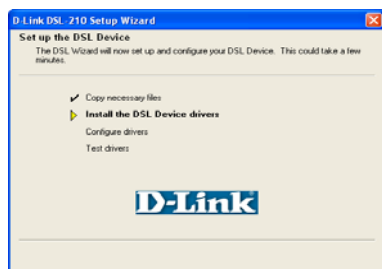 D-Link DSL-210 Setup Wizard
Set up the DSL Device
The DSL Wizard will now set up and configure your DSL Device. This could take a few
minutes.
Copy necessary files
Install the DSL Device drivers
Configure drivers
Test drivers
D-Link